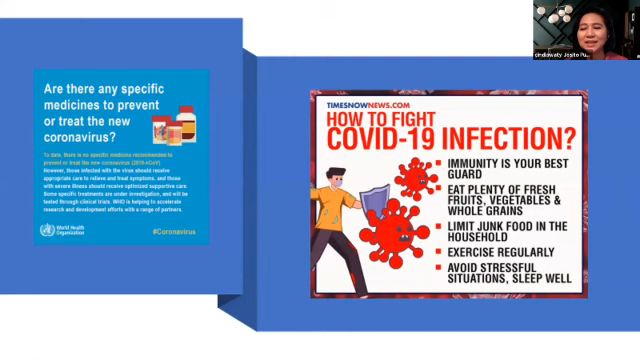 Are there any specific
medicines to prevent
or treat the new
coronavirus?
To date, there is no specific medicine recommended to
prevent or treat the new coronavirus (2019-nCoV)
However, those infected with the virus should receive
appropriate care to relieve and treat symptoms, and those
with severe illness should receive optimized supportive care.
Some specific treatments are under investigation, and will be
tested through clinical trials. WHO is helping to accelerate
research and development efforts with a range of partners.
World Health
Organization
#Coronavirus
TIMESNOWNEWS.COM
HOW TO FIGHT
COVID-19 INFECTION?
IMMUNITY IS YOUR BEST
GUARD
EAT PLENTY OF FRESH
FRUITS, VEGETABLES &
WHOLE GRAINS
LIMIT JUNK FOOD IN THE
HOUSEHOLD
EXERCISE REGULARLY
AVOID STRESSFUL
SITUATIONS, SLEEP WELL
cindiawaty Josito Pu...